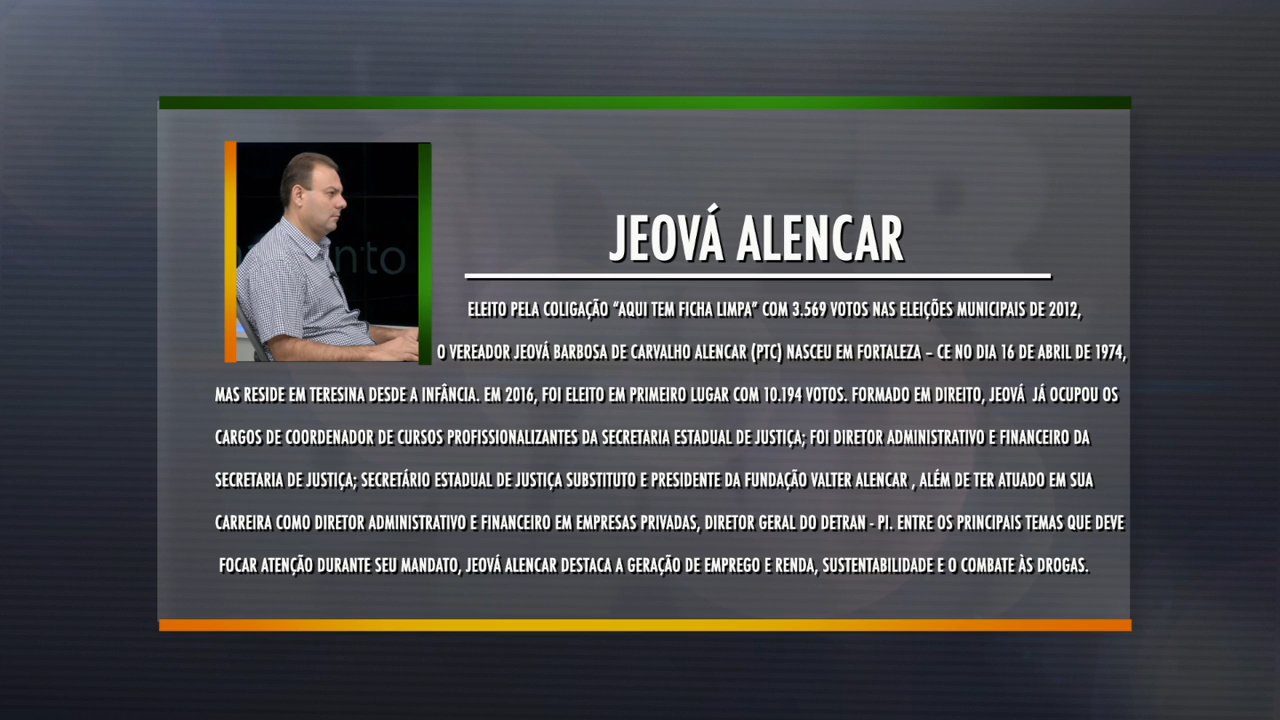 JEOVÁ ALENCAR
ELEITO PELA COLIGAÇÃO “AQUI TEM FICHA LIMPA” COM 3.569 VOTOS NAS ELEIÇÕES MUNICIPAIS DE 2012,
O VEREADOR JEOVÁ BARBOSA DE CARVALHO ALENCAR (PTC) NASCEU EM FORTALEZA – CE NO DIA 16 DE ABRIL DE 1974,
MAS RESIDE EM TERESINA DESDE A INFÂNCIA. EM 2016, FOI ELEITO EM PRIMEIRO LUGAR COM 10.194 VOTOS. FORMADO EM DIREITO, JEOVÁ JÁ OCUPOU OS
CARGOS DE COORDENADOR DE CURSOS PROFISSIONALIZANTES DA SECRETARIA ESTADUAL DE JUSTIÇA; FOI DIRETOR ADMINISTRATIVO E FINANCEIRO DA
SECRETARIA DE JUSTIÇA; SECRETÁRIO ESTADUAL DE JUSTIÇA SUBSTITUTO E PRESIDENTE DA FUNDAÇÃO VALTER ALENCAR , ALÉM DE TER ATUADO EM SUA
CARREIRA COMO DIRETOR ADMINISTRATIVO E FINANCEIRO EM EMPRESAS PRIVADAS, DIRETOR GERAL DO DETRAN - PI. ENTRE OS PRINCIPAIS TEMAS QUE DEVE
FOCAR ATENÇÃO DURANTE SEU MANDATO, JEOVÁ ALENCAR DESTACA A GERAÇÃO DE EMPREGO E RENDA, SUSTENTABILIDADE E O COMBATE ÀS DROGAS.